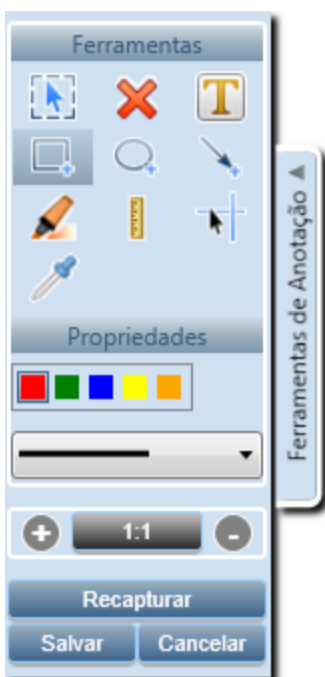 Ferramentas
T
Propriedades
+ 1:1 -
Recapturar
Salvar Cancelar
Ferramentas de Anotação